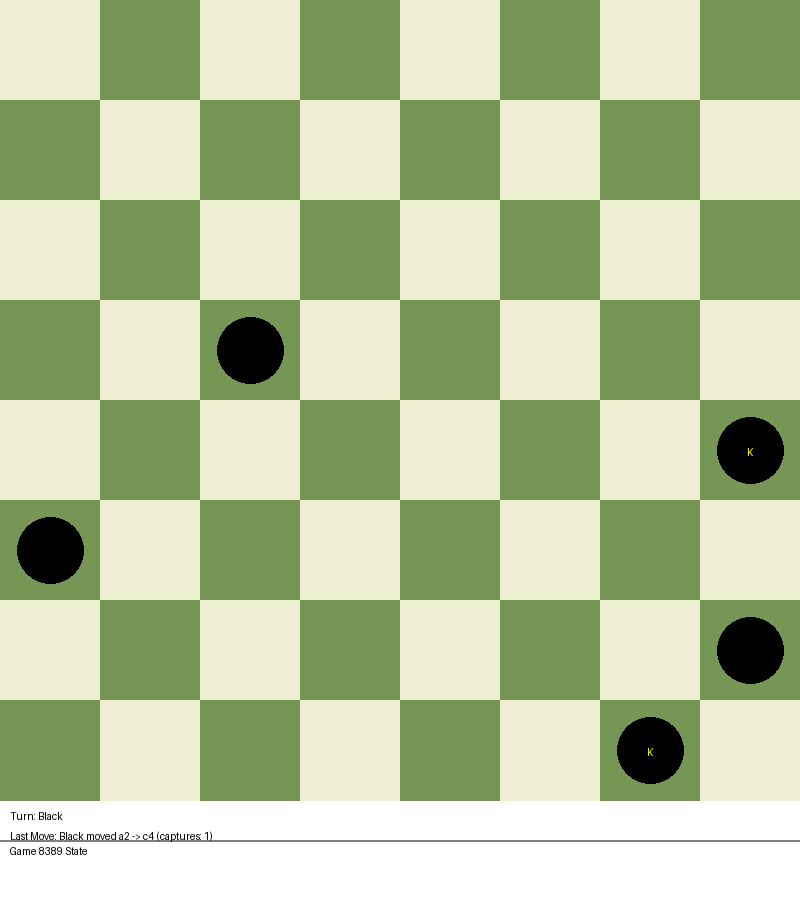 K
K
Turn: Black
Last Move: Black moved a2 -> c4 (captures: 1)
Game 8389 State